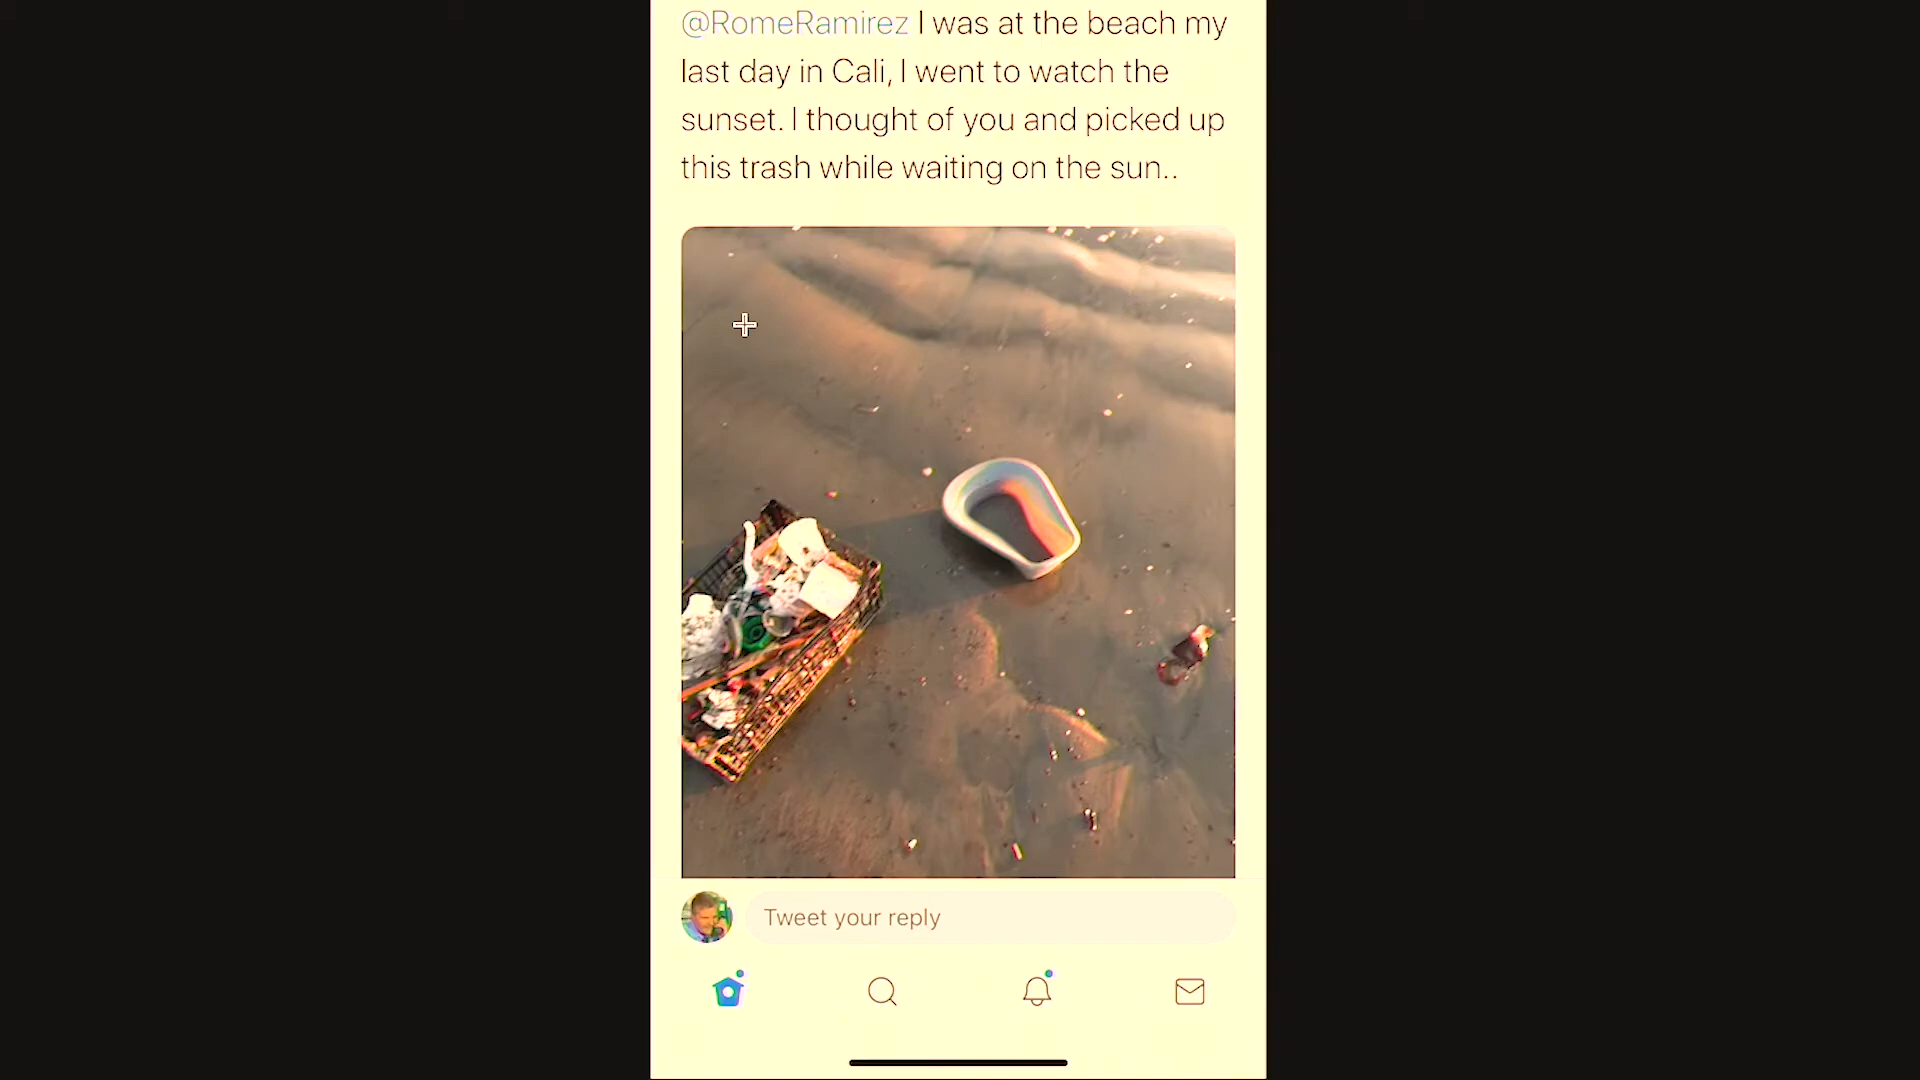 @RomeRamirez I was at the beach my
last day in Cali, I went to watch the
sunset. I thought of you and picked up
this trash while waiting on the sun..
Tweet your reply